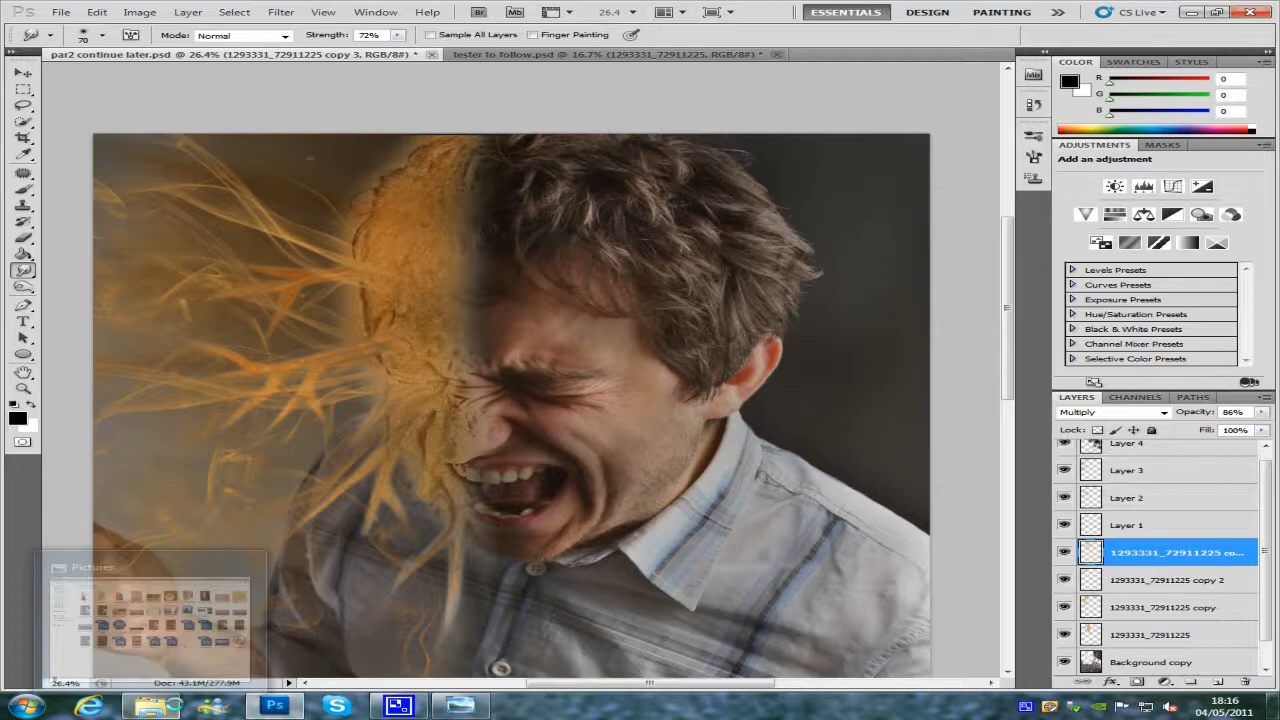 Ps File Edit Image Layer Select Filter View Window Help Br Mb 26.4 ESSENTIALS DESIGN PAINTING CS Live
70 Mode: Normal Strength: 72% Sample All Layers Finger Painting
par2 continue later.psd @ 26.4% (1293331_72911225 copy 3, RGB/8#) *
tester to follow.psd @ 16.7% (1293331_72911225, RGB/8#) *
Mb
COLOR SWATCHES STYLES
R 0
G 0
B 0
ADJUSTMENTS MASKS
Add an adjustment
Levels Presets
Curves Presets
Exposure Presets
Hue/Saturation Presets
Black & White Presets
Channel Mixer Presets
Selective Color Presets
LAYERS CHANNELS PATHS
Multiply Opacity: 86%
Lock: Fill: 100%
Layer 4
Layer 3
Layer 2
Layer 1
1293331_72911225 co...
1293331_72911225 copy 2
1293331_72911225 copy
1293331_72911225
Background copy
Pictures
26.4% Doc: 43.1M/277.9M
Ps
18:16
04/05/2011